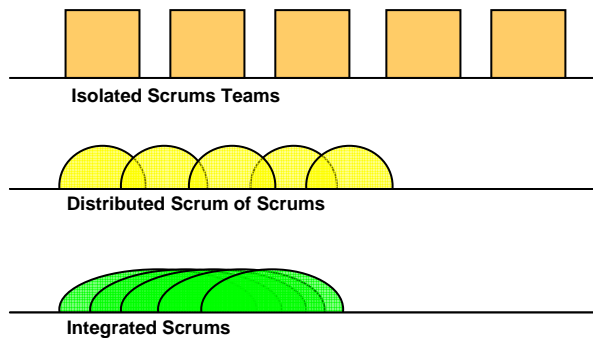 Isolated Scrums Teams
Distributed Scrum of Scrums
Integrated Scrums